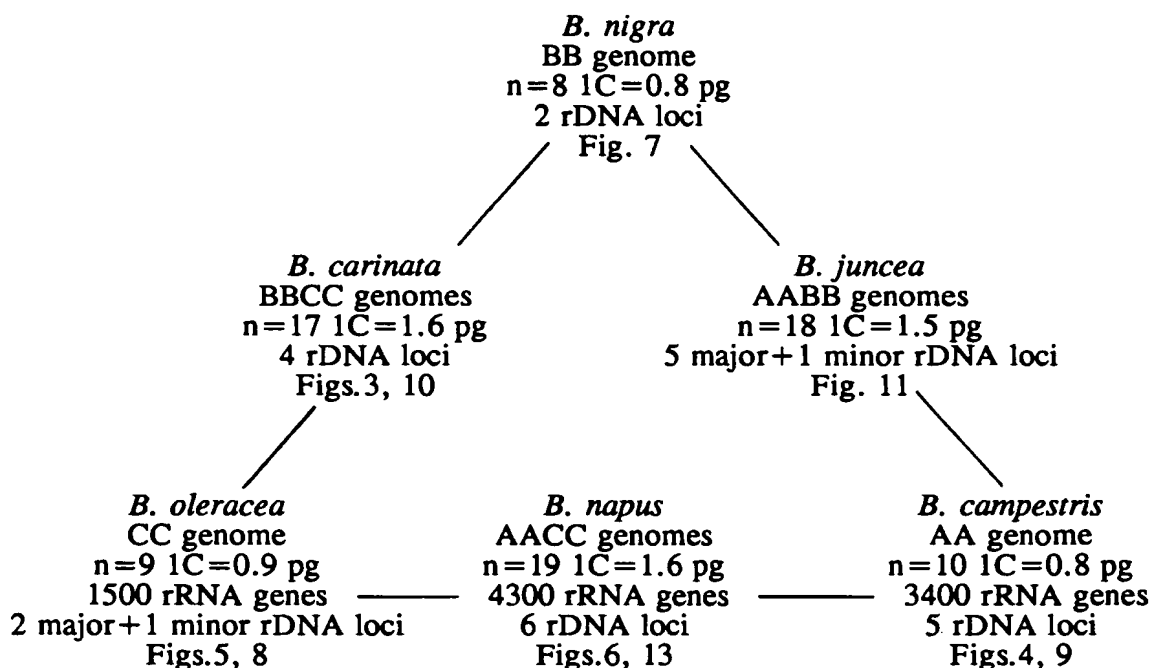 B. nigra
BB genome
n=8 1C=0.8 pg
2 rDNA loci
Fig. 7
B. carinata
BBCC genomes
n=17 1C=1.6 pg
4 rDNA loci
Figs.3, 10
B. juncea
AABB genomes
n=18 1C=1.5 pg
5 major+1 minor rDNA loci
Fig. 11
B. oleracea
CC genome
n=9 1C=0.9 pg
1500 rRNA genes
2 major+1 minor rDNA loci
Figs.5, 8
B. napus
AACC genomes
n=19 1C=1.6 pg
4300 rRNA genes
6 rDNA loci
Figs.6, 13
B. campestris
AA genome
n=10 1C=0.8 pg
3400 rRNA genes
5 rDNA loci
Figs.4, 9